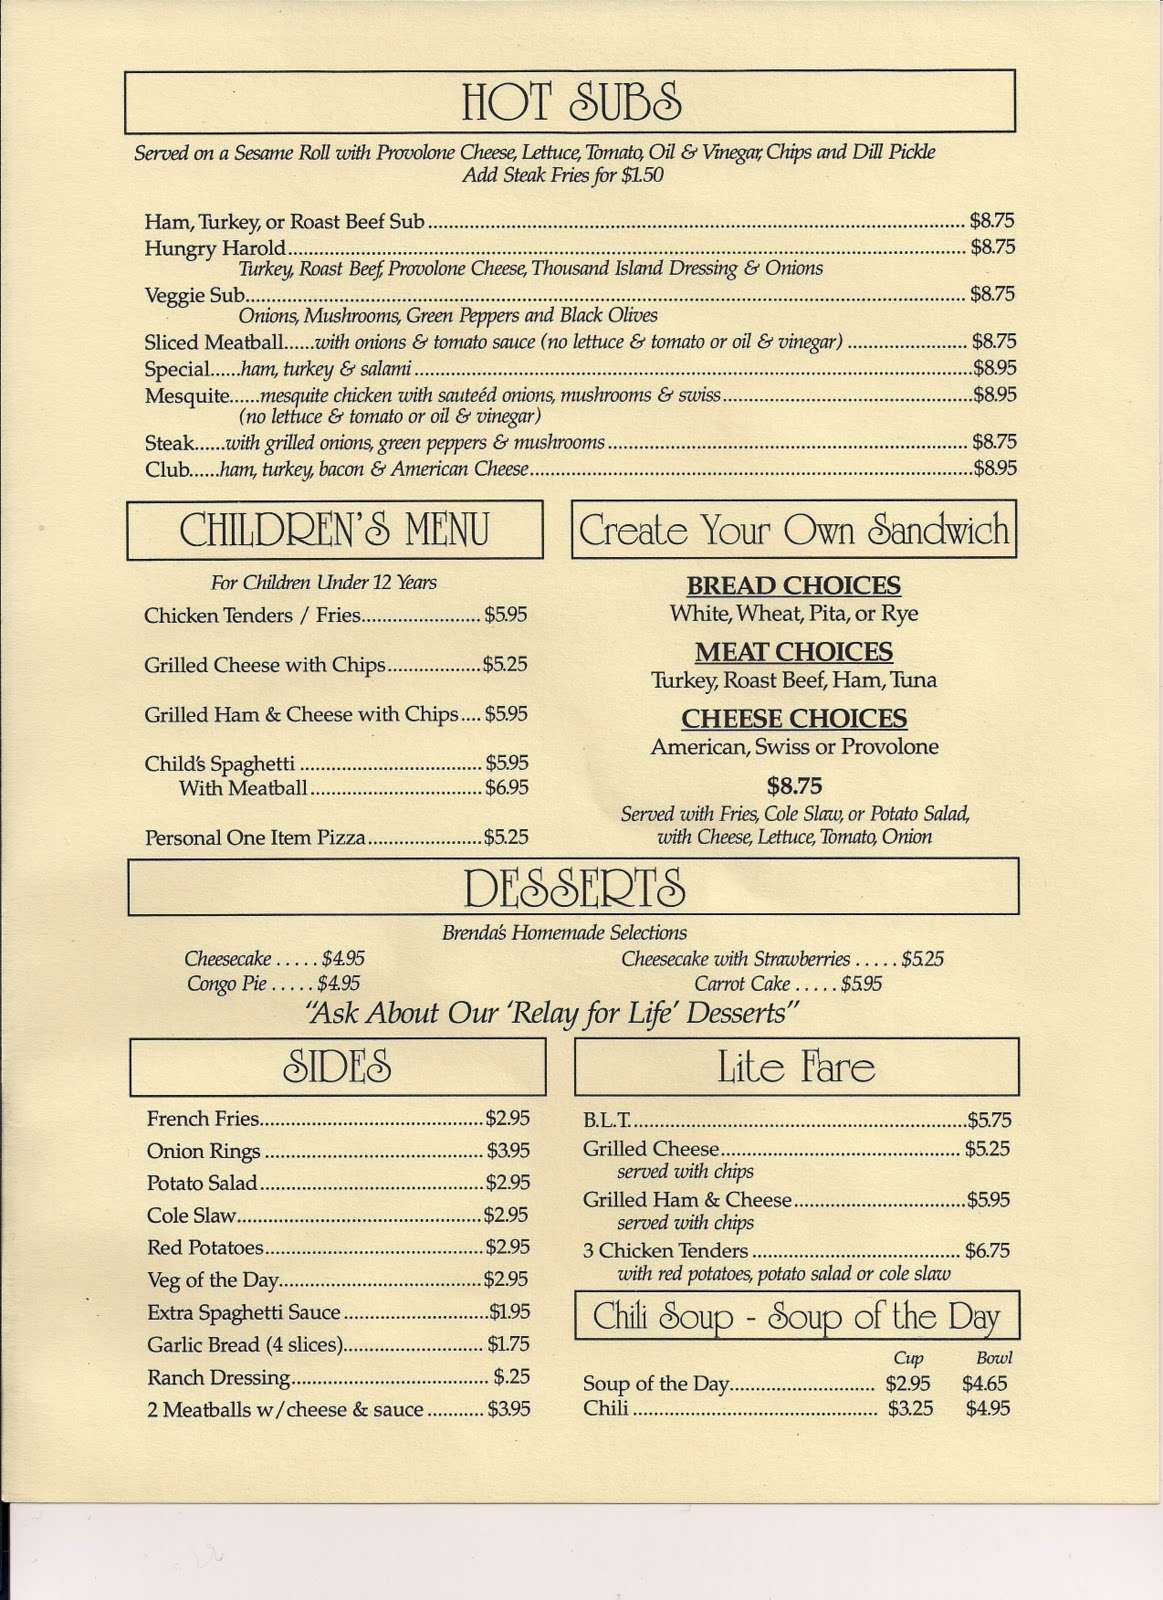 HOT SUBS
Served on a Sesame Roll with Provolone Cheese, Lettuce, Tomato, Oil & Vinegar, Chips and Dill Pickle
Add Steak Fries for $1.50
Ham, Turkey, or Roast Beef Sub ........ $8.75
Hungry Harold ........ $8.75
Turkey, Roast Beef, Provolone Cheese, Thousand Island Dressing & Onions
Veggie Sub ........ $8.75
Onions, Mushrooms, Green Peppers and Black Olives
Sliced Meatball......with onions & tomato sauce (no lettuce & tomato or oil & vinegar) ........ $8.75
Special......ham, turkey & salami ........ $8.95
Mesquite......mesquite chicken with sauteéd onions, mushrooms & swiss ........ $8.95
(no lettuce & tomato or oil & vinegar)
Steak......with grilled onions, green peppers & mushrooms ........ $8.75
Club......ham, turkey, bacon & American Cheese ........ $8.95
CHILDREN'S MENU
For Children Under 12 Years
Chicken Tenders / Fries ........ $5.95
Grilled Cheese with Chips ........ $5.25
Grilled Ham & Cheese with Chips.... $5.95
Child's Spaghetti ........ $5.95
With Meatball ........ $6.95
Personal One Item Pizza ........ $5.25
Create Your Own Sandwich
BREAD CHOICES
White, Wheat, Pita, or Rye
MEAT CHOICES
Turkey, Roast Beef, Ham, Tuna
CHEESE CHOICES
American, Swiss or Provolone
$8.75
Served with Fries, Cole Slaw, or Potato Salad,
with Cheese, Lettuce, Tomato, Onion
DESSERTS
Brenda's Homemade Selections
Cheesecake . . . . . $4.95
Cheesecake with Strawberries . . . . . $5.25
Congo Pie . . . . . $4.95
Carrot Cake . . . . . $5.95
"Ask About Our 'Relay for Life' Desserts"
SIDES
French Fries ........ $2.95
Onion Rings ........ $3.95
Potato Salad ........ $2.95
Cole Slaw ........ $2.95
Red Potatoes ........ $2.95
Veg of the Day ........ $2.95
Extra Spaghetti Sauce ........ $1.95
Garlic Bread (4 slices) ........ $1.75
Ranch Dressing ........ $.25
2 Meatballs w/cheese & sauce ........ $3.95
Lite Fare
B.L.T. ........ $5.75
Grilled Cheese ........ $5.25
served with chips
Grilled Ham & Cheese ........ $5.95
served with chips
3 Chicken Tenders ........ $6.75
with red potatoes, potato salad or cole slaw
Chili Soup - Soup of the Day
Cup Bowl
Soup of the Day ........ $2.95 $4.65
Chili ........ $3.25 $4.95